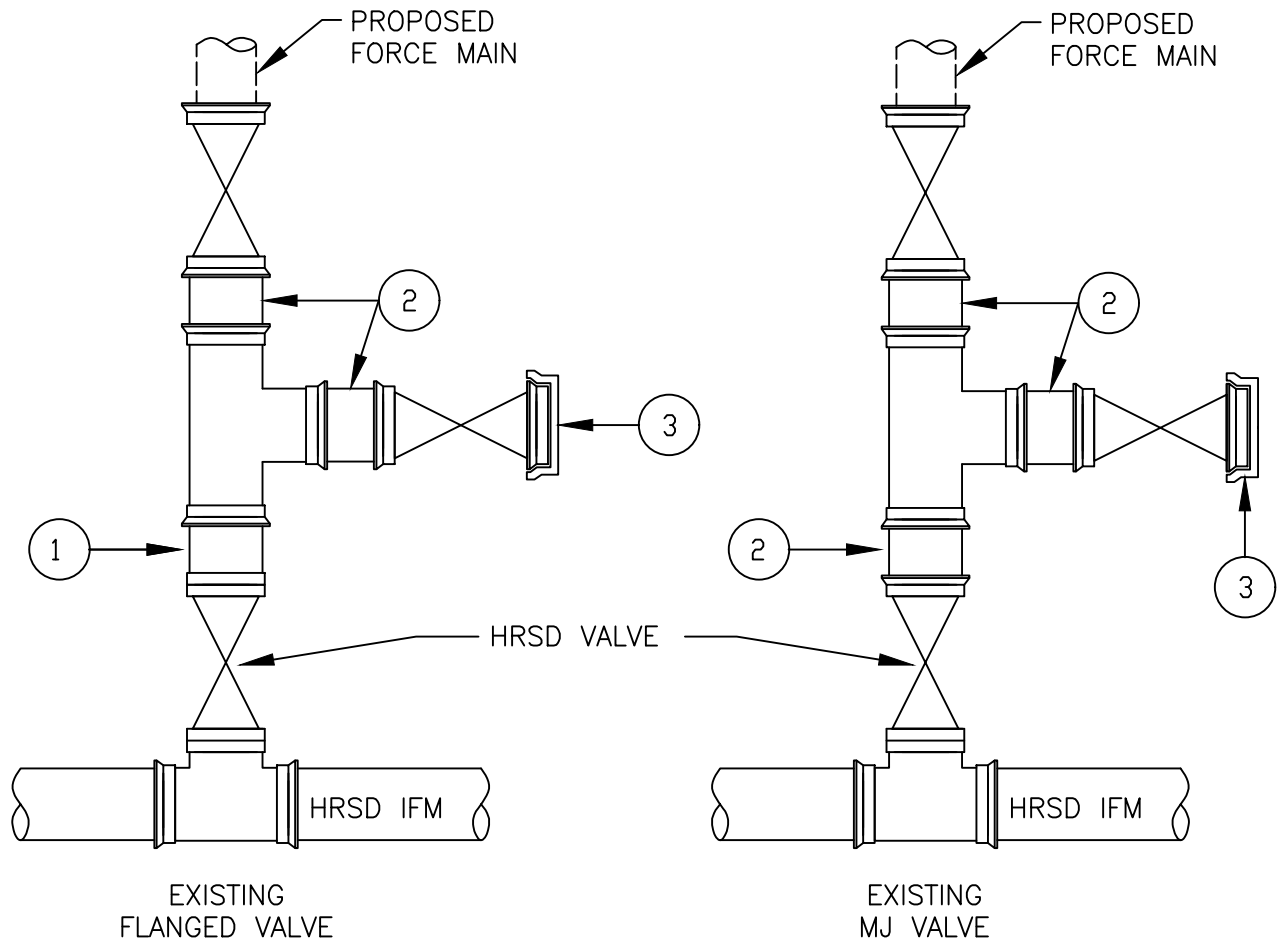 PROPOSED
FORCE MAIN
PROPOSED
FORCE MAIN
2
2
3
1
2
3
HRSD VALVE
HRSD IFM
HRSD IFM
EXISTING
FLANGED VALVE
EXISTING
MJ VALVE